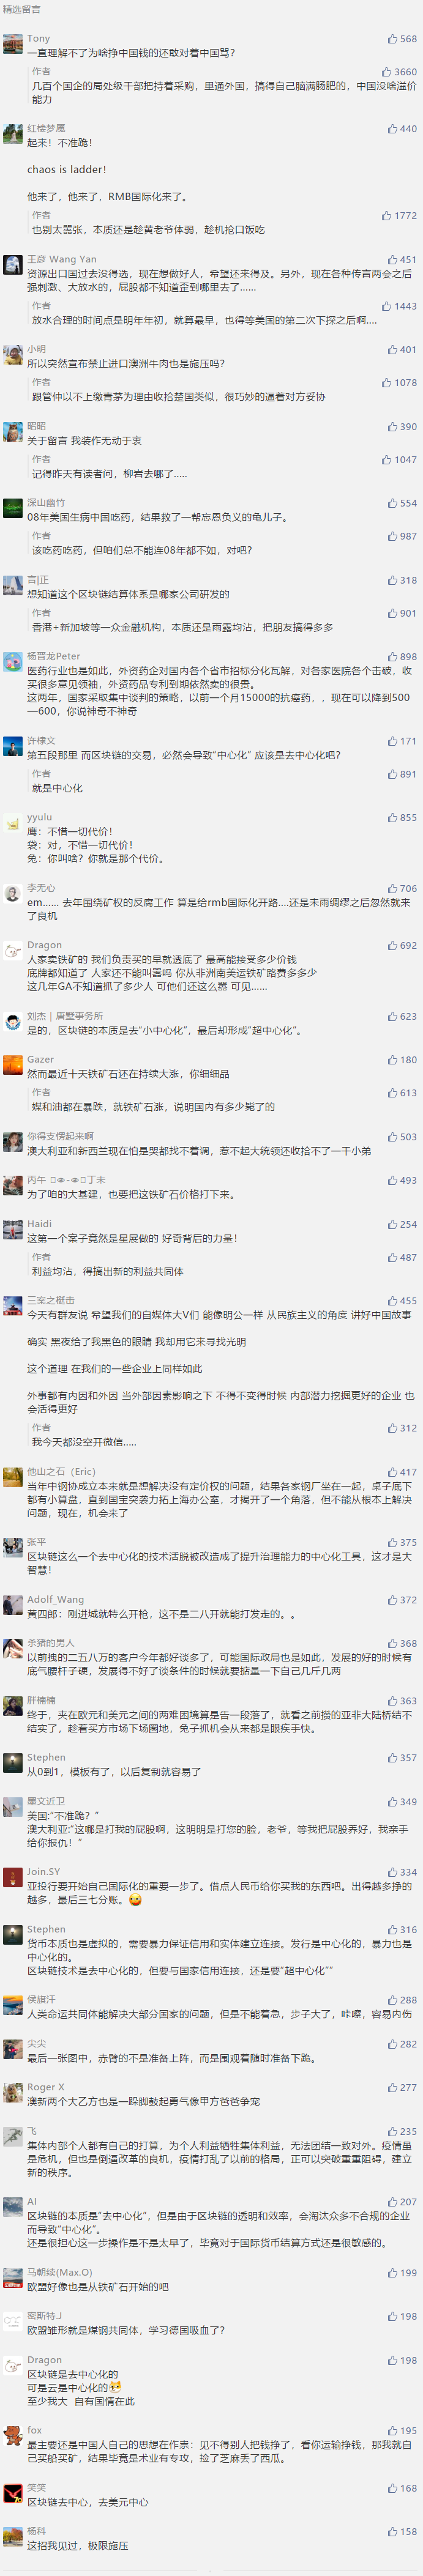 精选留言
Tony
568
一直理解不了为啥挣中国钱的还敢对着中国骂？
作者
3660
几百个国企的局处级干部把持着采购，里通外国，搞得自己脑满肠肥的，中国没啥溢价
能力
红楼梦魇
440
起来！不准跪！
chaos is ladder！
他来了，他来了，RMB国际化来了。
作者
1772
也别太嚣张，本质还是趁黄老爷体弱，趁机抢口饭吃
王彦 Wang Yan
451
资源出口国过去没得选，现在想做好人，希望还来得及。另外，现在各种传言两会之后
强刺激、大放水的，屁股都不知道歪到哪里去了……
作者
1443
放水合理的时间点是明年年初，就算最早，也得等美国的第二次下探之后啊....
小明
401
所以突然宣布禁止进口澳洲牛肉也是施压吗？
作者
1078
跟管仲以不上缴青茅为理由收拾楚国类似，很巧妙的逼着对方妥协
昭昭
390
关于留言 我装作无动于衷
作者
1047
记得昨天有读者问，柳岩去哪了.....
深山幽竹
554
08年美国生病中国吃药，结果救了一帮忘恩负义的龟儿子。
作者
987
该吃药吃药，但咱们总不能连08年都不如，对吧？
言|正
318
想知道这个区块链结算体系是哪家公司研发的
作者
901
香港+新加坡等一众金融机构，本质还是雨露均沾，把朋友搞得多多
杨晋龙Peter
898
医药行业也是如此，外资药企对国内各个省市招标分化瓦解，对各家医院各个击破，收
买很多意见领袖，外资药品专利到期依然卖的很贵。
这两年，国家采取集中谈判的策略，以前一个月15000的抗癌药，，现在可以降到500
—600，你说神奇不神奇
许棣文
171
第五段那里 而区块链的交易，必然会导致“中心化” 应该是去中心化吧？
作者
891
就是中心化
yyulu
855
鹰：不惜一切代价！
袋：对，不惜一切代价！
兔：你叫啥？你就是那个代价。
李无心
706
em…… 去年围绕矿权的反腐工作 算是给rmb国际化开路....还是未雨绸缪之后忽然就来
了良机
Dragon
692
人家卖铁矿的 我们负责买的早就透底了 最高能接受多少价钱
底牌都知道了 人家还不能叫嚣吗 你从非洲南美运铁矿路费多多少
这几年GA不知道抓了多少人 可他们还这么嚣 可见……
刘杰 | 唐墅事务所
623
是的，区块链的本质是去“小中心化”，最后却形成“超中心化”。
Gazer
180
然而最近十天铁矿石还在持续大涨，你细细品
作者
613
煤和油都在暴跌，就铁矿石涨，说明国内有多少毙了的
你得支愣起来啊
503
澳大利亚和新西兰现在怕是哭都找不着调，惹不起大统领还收拾不了一干小弟
493
为了咱的大基建，也要把这铁矿石价格打下来。
Haidi
254
这第一个案子竟然是星展做的 好奇背后的力量！
作者
487
利益均沾，得搞出新的利益共同体
三案之梃击
455
今天有群友说 希望我们的自媒体大V们 能像明公一样 从民族主义的角度 讲好中国故事
确实 黑夜给了我黑色的眼睛 我却用它来寻找光明
这个道理 在我们的一些企业上同样如此
外事都有内因和外因 当外部因素影响之下 不得不变得时候 内部潜力挖掘更好的企业 也
会活得更好
作者
312
我今天都没空开微信.....
他山之石（Eric）
417
当年中钢协成立本来就是想解决没有定价权的问题，结果各家钢厂坐在一起，桌子底下
都有小算盘，直到国宝突袭力拓上海办公室，才揭开了一个角落，但不能从根本上解决
问题，现在，机会来了
张平
375
区块链这么一个去中心化的技术活脱被改造成了提升治理能力的中心化工具，这才是大
智慧！
Adolf_Wang
372
黄四郎：刚进城就特么开枪，这不是二八开就能打发走的。。
杀猪的男人
368
以前拽的二五八万的客户今年都好谈多了，可能国际政局也是如此，发展的好的时候有
底气腰杆子硬，发展得不好了谈条件的时候就要掂量一下自己几斤几两
胖楠楠
363
终于，夹在欧元和美元之间的两难困境算是告一段落了，就看之前攒的亚非大陆桥结不
结实了，趁着买方市场下场圈地，兔子抓机会从来都是眼疾手快。
Stephen
357
从0到1，模板有了，以后复制就容易了
墨文近卫
349
美国:“不准跪？”
澳大利亚:“这哪是打我的屁股啊，这明明是打您的脸，老爷，等我把屁股弄好，我亲手
给你报仇！”
Join.SY
334
亚投行要开始自己国际化的重要一步了。借点人民币给你买我的东西吧。出得越多挣的
越多，最后三七分账。
Stephen
316
货币本质也是虚拟的，需要暴力保证信用和实体建立连接。发行是中心化的，暴力也是
中心化的。
区块链技术是去中心化的，但要与国家信用连接，还是要“超中心化””
侯旗汗
288
人类命运共同体能解决大部分国家的问题，但是不能着急，步子大了，咔嚓，容易内伤
尖尖
282
最后一张图中，赤臂的不是准备上阵，而是围观着随时准备下跪。
Roger X
277
澳新两个大乙方也是一跺脚鼓起勇气像甲方爸爸争宠
飞
235
集体内部个人都有自己的打算，为个人利益牺牲集体利益，无法团结一致对外。疫情虽
是危机，但也是倒逼改革的良机，疫情打乱了以前的格局，正可以突破重重阻碍，建立
新的秩序。
AI
207
区块链的本质是“去中心化”，但是由于区块链的透明和效率，会淘汰众多不合规的企业
而导致“中心化”。
还是很担心这一步操作是不是太早了，毕竟对于国际货币结算方式还是很敏感的。
马朝续(Max.O)
199
欧盟好像也是从铁矿石开始的吧
密斯特.J
198
欧盟雏形就是煤钢共同体，学习德国吸血了？
Dragon
198
区块链是去中心化的
可是云是中心化的
至少我大 自有国情在此
fox
195
最主要还是中国人自己的思想在作祟：见不得别人把钱挣了，看你运输挣钱，那我就自
己买船买矿，结果毕竟是术业有专攻，捡了芝麻丢了西瓜。
笑笑
168
区块链去中心，去美元中心
杨科
158
这招我见过，极限施压